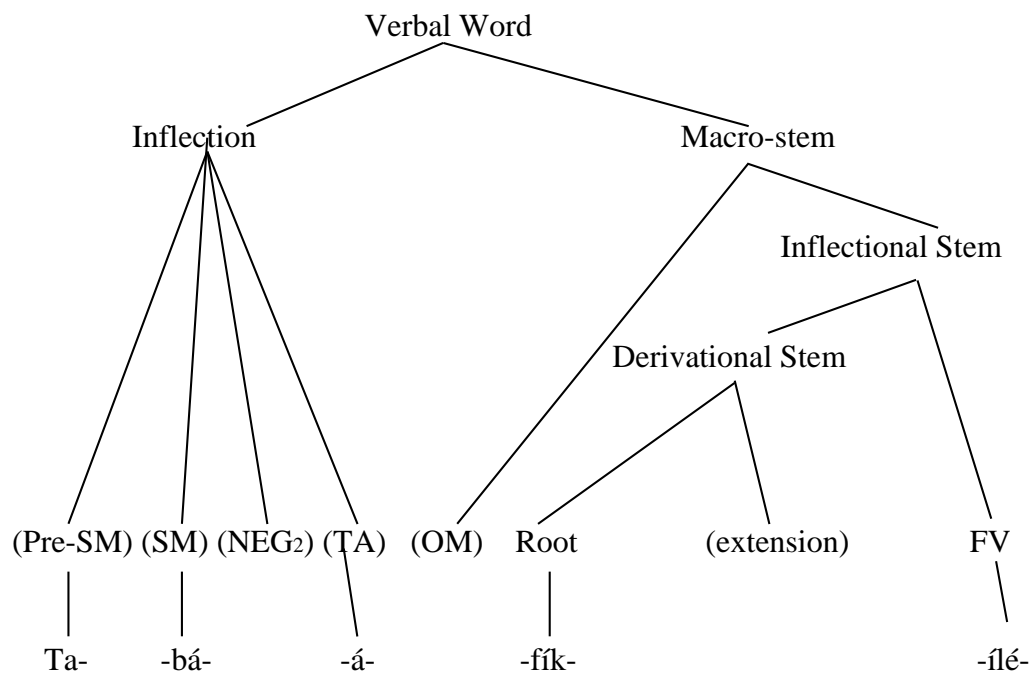 Verbal Word
Inflection Macro-stem
Inflectional Stem
Derivational Stem
(Pre-SM) (SM) (NEG2) (TA) (OM) Root (extension) FV
Ta- -bá- -á- -fík- -ílé-